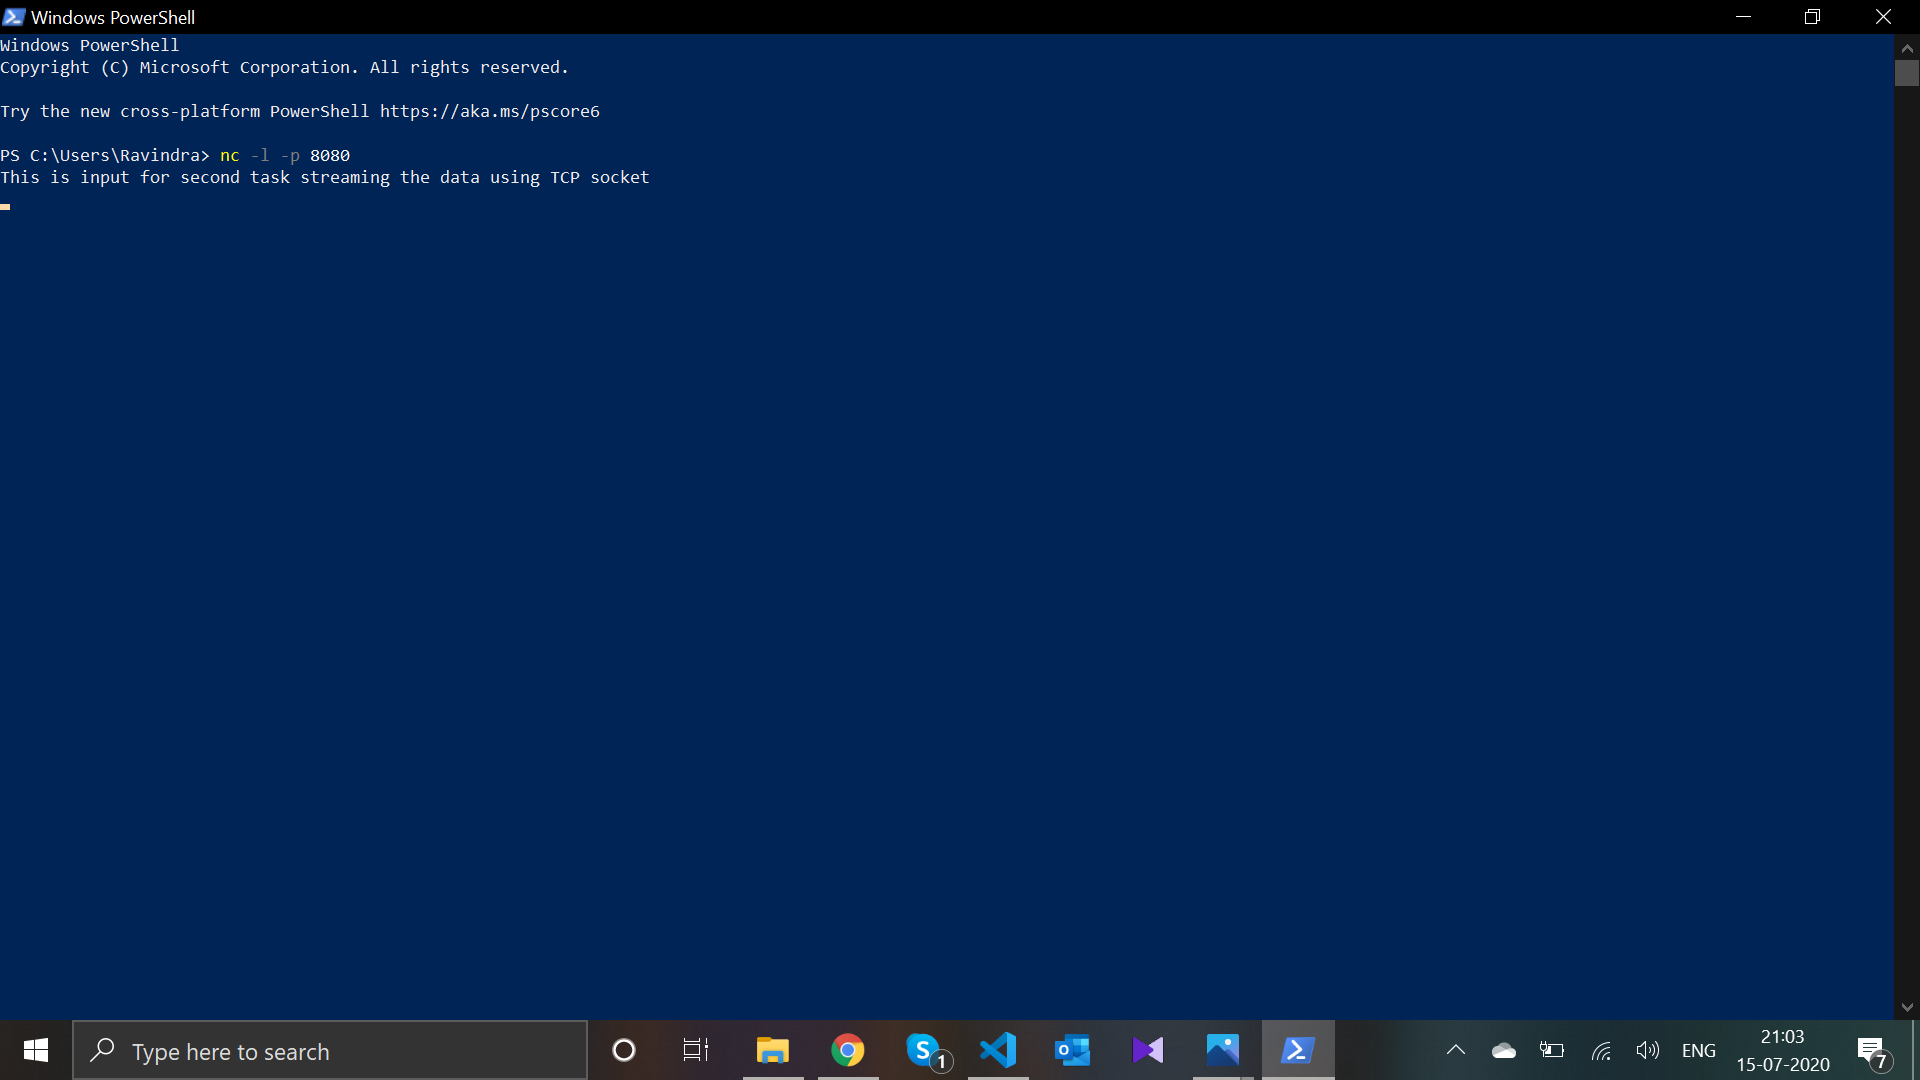 Windows PowerShell
Windows PowerShell
Copyright (C) Microsoft Corporation. All rights reserved.
Try the new cross-platform PowerShell https://aka.ms/pscore6
PS C:\Users\Ravindra> nc -l -p 8080
This is input for second task streaming the data using TCP socket
Type here to search
S
1
O
ENG
21:03
15-07-2020
7